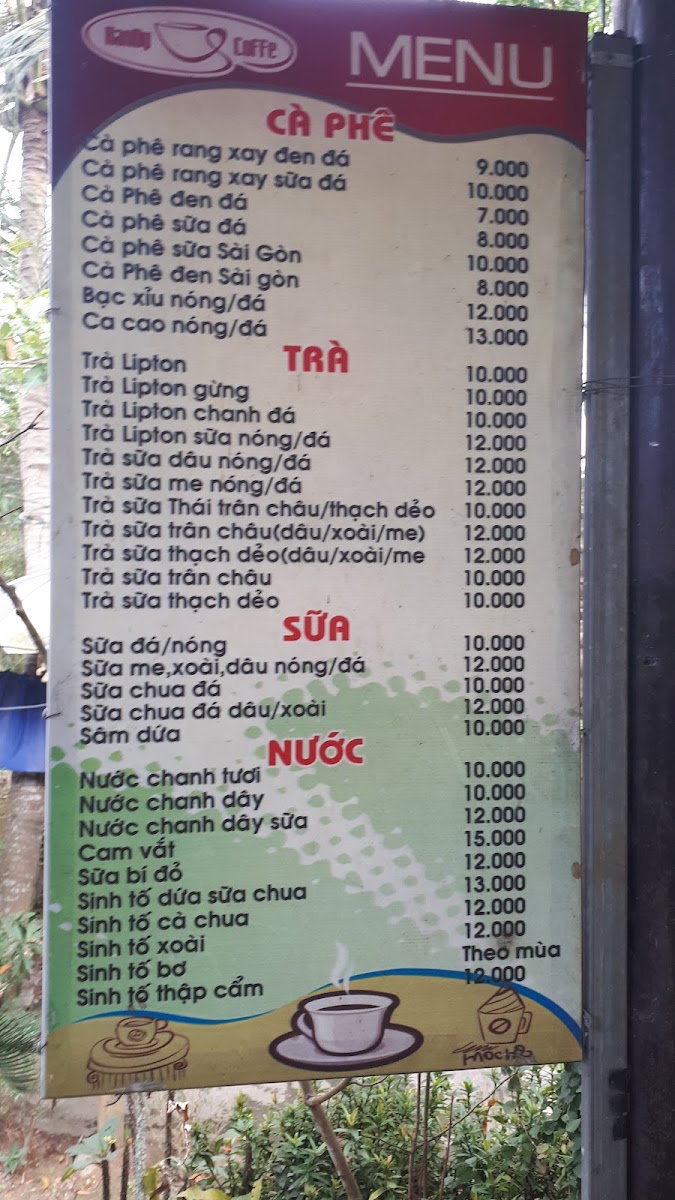 HanDy Coffe
MENU
CÀ PHÊ
Cà phê rang xay đen đá 9.000
Cà phê rang xay sữa đá 10.000
Cà Phê đen đá 7.000
Cà phê sữa đá 8.000
Cà phê sữa Sài Gòn 10.000
Cà Phê đen Sài gòn 8.000
Bạc xỉu nóng/đá 12.000
Ca cao nóng/đá 13.000
TRÀ
Trà Lipton 10.000
Trà Lipton gừng 10.000
Trà Lipton chanh đá 10.000
Trà Lipton sữa nóng/đá 12.000
Trà sữa dâu nóng/đá 12.000
Trà sữa me nóng/đá 12.000
Trà sữa Thái trân châu/thạch dẻo 10.000
Trà sữa trân châu(dâu/xoài/me) 12.000
Trà sữa thạch dẻo(dâu/xoài/me 12.000
Trà sữa trân châu 10.000
Trà sữa thạch dẻo 10.000
SỮA
Sữa đá/nóng 10.000
Sữa me,xoài,dâu nóng/đá 12.000
Sữa chua đá 10.000
Sữa chua đá dâu/xoài 12.000
Sâm dứa 10.000
NƯỚC
Nước chanh tươi 10.000
Nước chanh dây 10.000
Nước chanh dây sữa 12.000
Cam vắt 15.000
Sữa bí đỏ 12.000
Sinh tố dứa sữa chua 13.000
Sinh tố cà chua 12.000
Sinh tố xoài 12.000
Sinh tố bơ Theo mùa
Sinh tố thập cẩm 12.000